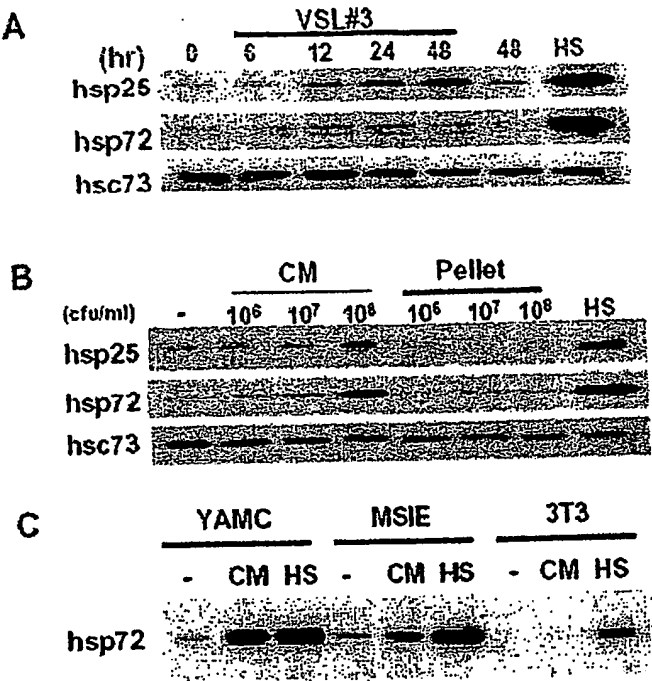 A
VSL#3
(hr) 0 6 12 24 48 48 HS
hsp25
hsp72
hsc73
B
CM Pellet
(cfu/ml) - 10⁶ 10⁷ 10⁸ 10⁶ 10⁷ 10⁸ HS
hsp25
hsp72
hsc73
C
YAMC MSIE 3T3
- CM HS - CM HS - CM HS
hsp72